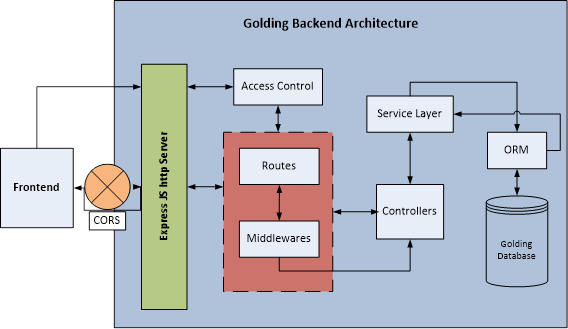 Golding Backend Architecture
Access Control
Service Layer
Express JS http Server
Routes
ORM
Frontend
Controllers
CORS
Middlewares
Golding
Database